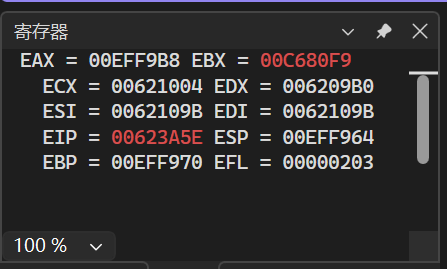 寄存器
EAX = 00EFF9B8 EBX = 00C680F9
ECX = 00621004 EDX = 006209B0
ESI = 0062109B EDI = 0062109B
EIP = 00623A5E ESP = 00EFF964
EBP = 00EFF970 EFL = 00000203
100 %